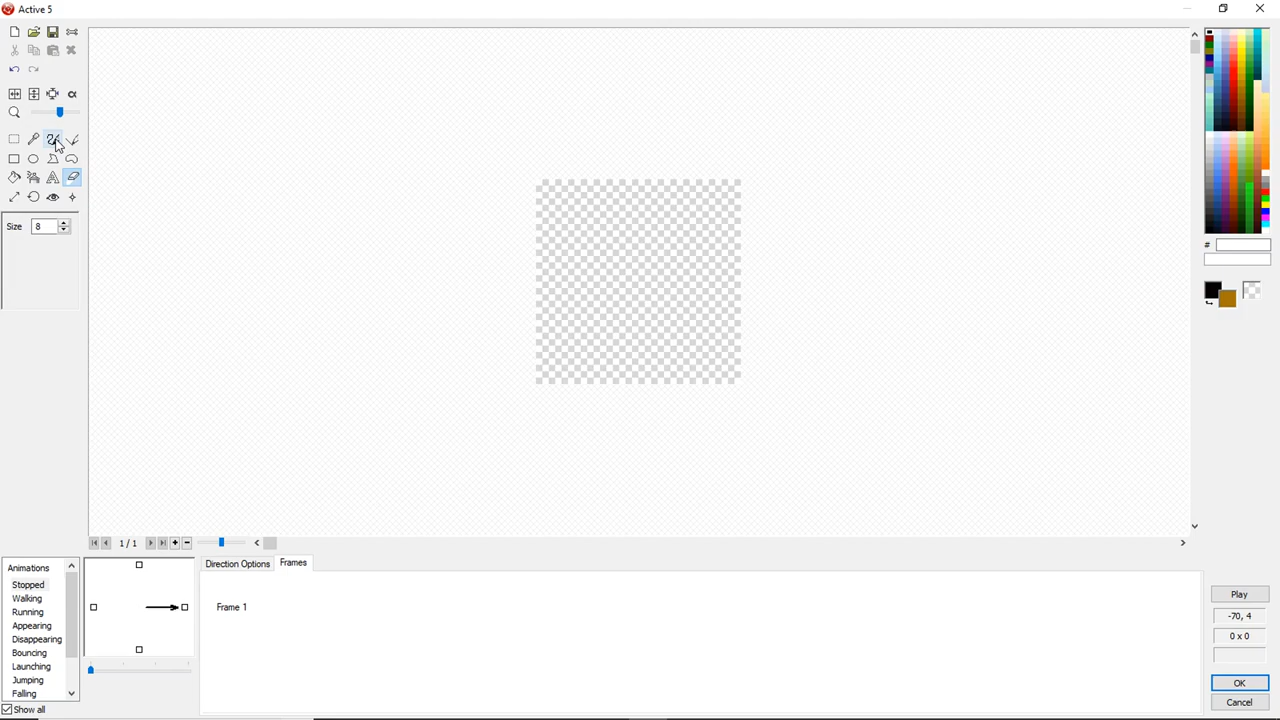 Active 5
Size 8
#
1 / 1
Animations
Direction Options Frames
Stopped
Walking
Running
Appearing
Disappearing
Bouncing
Launching
Jumping
Falling
Show all
Frame 1
Play
-70, 4
0 x 0
OK
Cancel